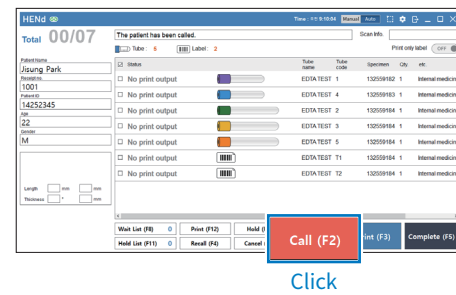 HENd
Time : 오전 9:10:04 Manual Auto
Total 00/07
The patient has been called.
Scan Info.
Tube : 5 Label : 2
Print only label OFF
Patient Name
Jisung Park
Receipt no.
1001
Patient ID
14252345
Age
22
Gender
M
Length mm mm
Thickness * mm
Status Tube name Tube code Specimen Qty. etc
No print output EDTA TEST 1 132559182 1 Internal medicin
No print output EDTA TEST 4 132559183 1 Internal medicin
No print output EDTA TEST 2 132559184 1 Internal medicin
No print output EDTA TEST 3 132559184 1 Internal medicin
No print output EDTA TEST 5 132559184 1 Internal medicin
No print output EDTA TEST T1 132559184 1 Internal medicin
No print output EDTA TEST T2 132559184 1 Internal medicin
Wait List (F8) 0 Print (F12) Hold (
Hold List (F11) 0 Recall (F4) Cancel
Call (F2)
int (F3)
Complete (F5)
Click